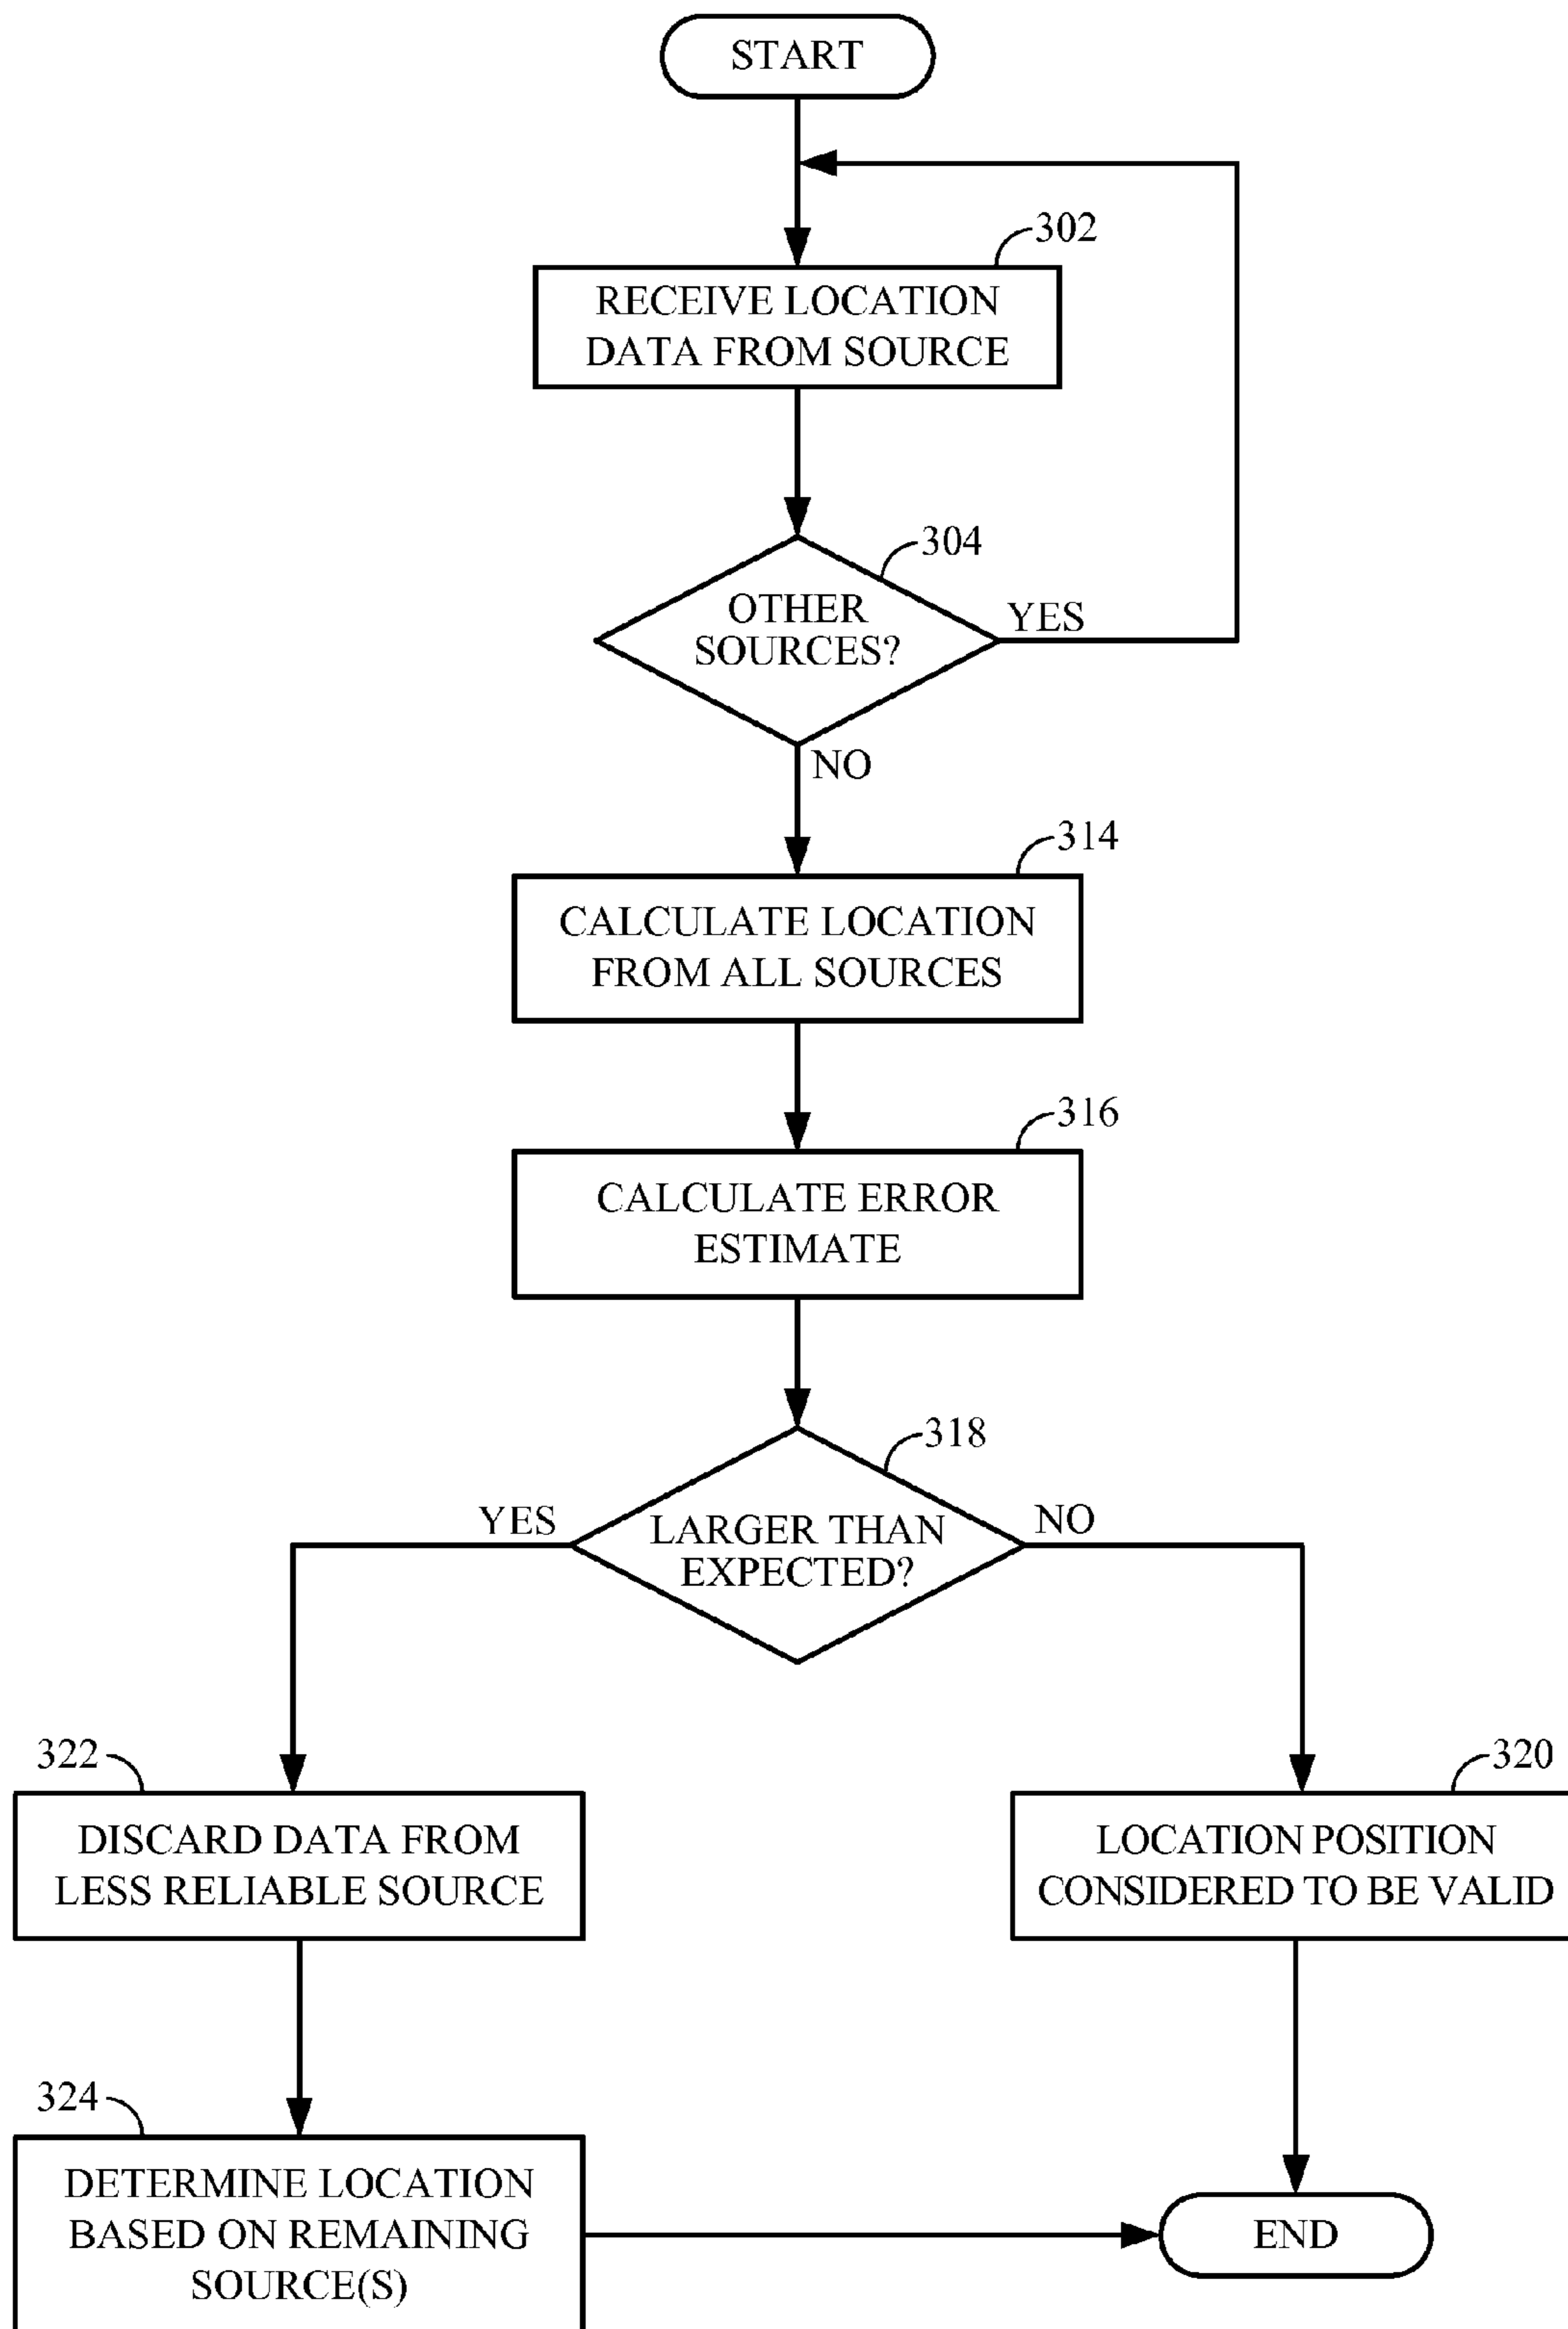 START
302
RECEIVE LOCATION
DATA FROM SOURCE
304
OTHER
SOURCES?
YES
NO
314
CALCULATE LOCATION
FROM ALL SOURCES
316
CALCULATE ERROR
ESTIMATE
318
YES
LARGER THAN
EXPECTED?
NO
322
DISCARD DATA FROM
LESS RELIABLE SOURCE
320
LOCATION POSITION
CONSIDERED TO BE VALID
324
DETERMINE LOCATION
BASED ON REMAINING
SOURCE(S)
END